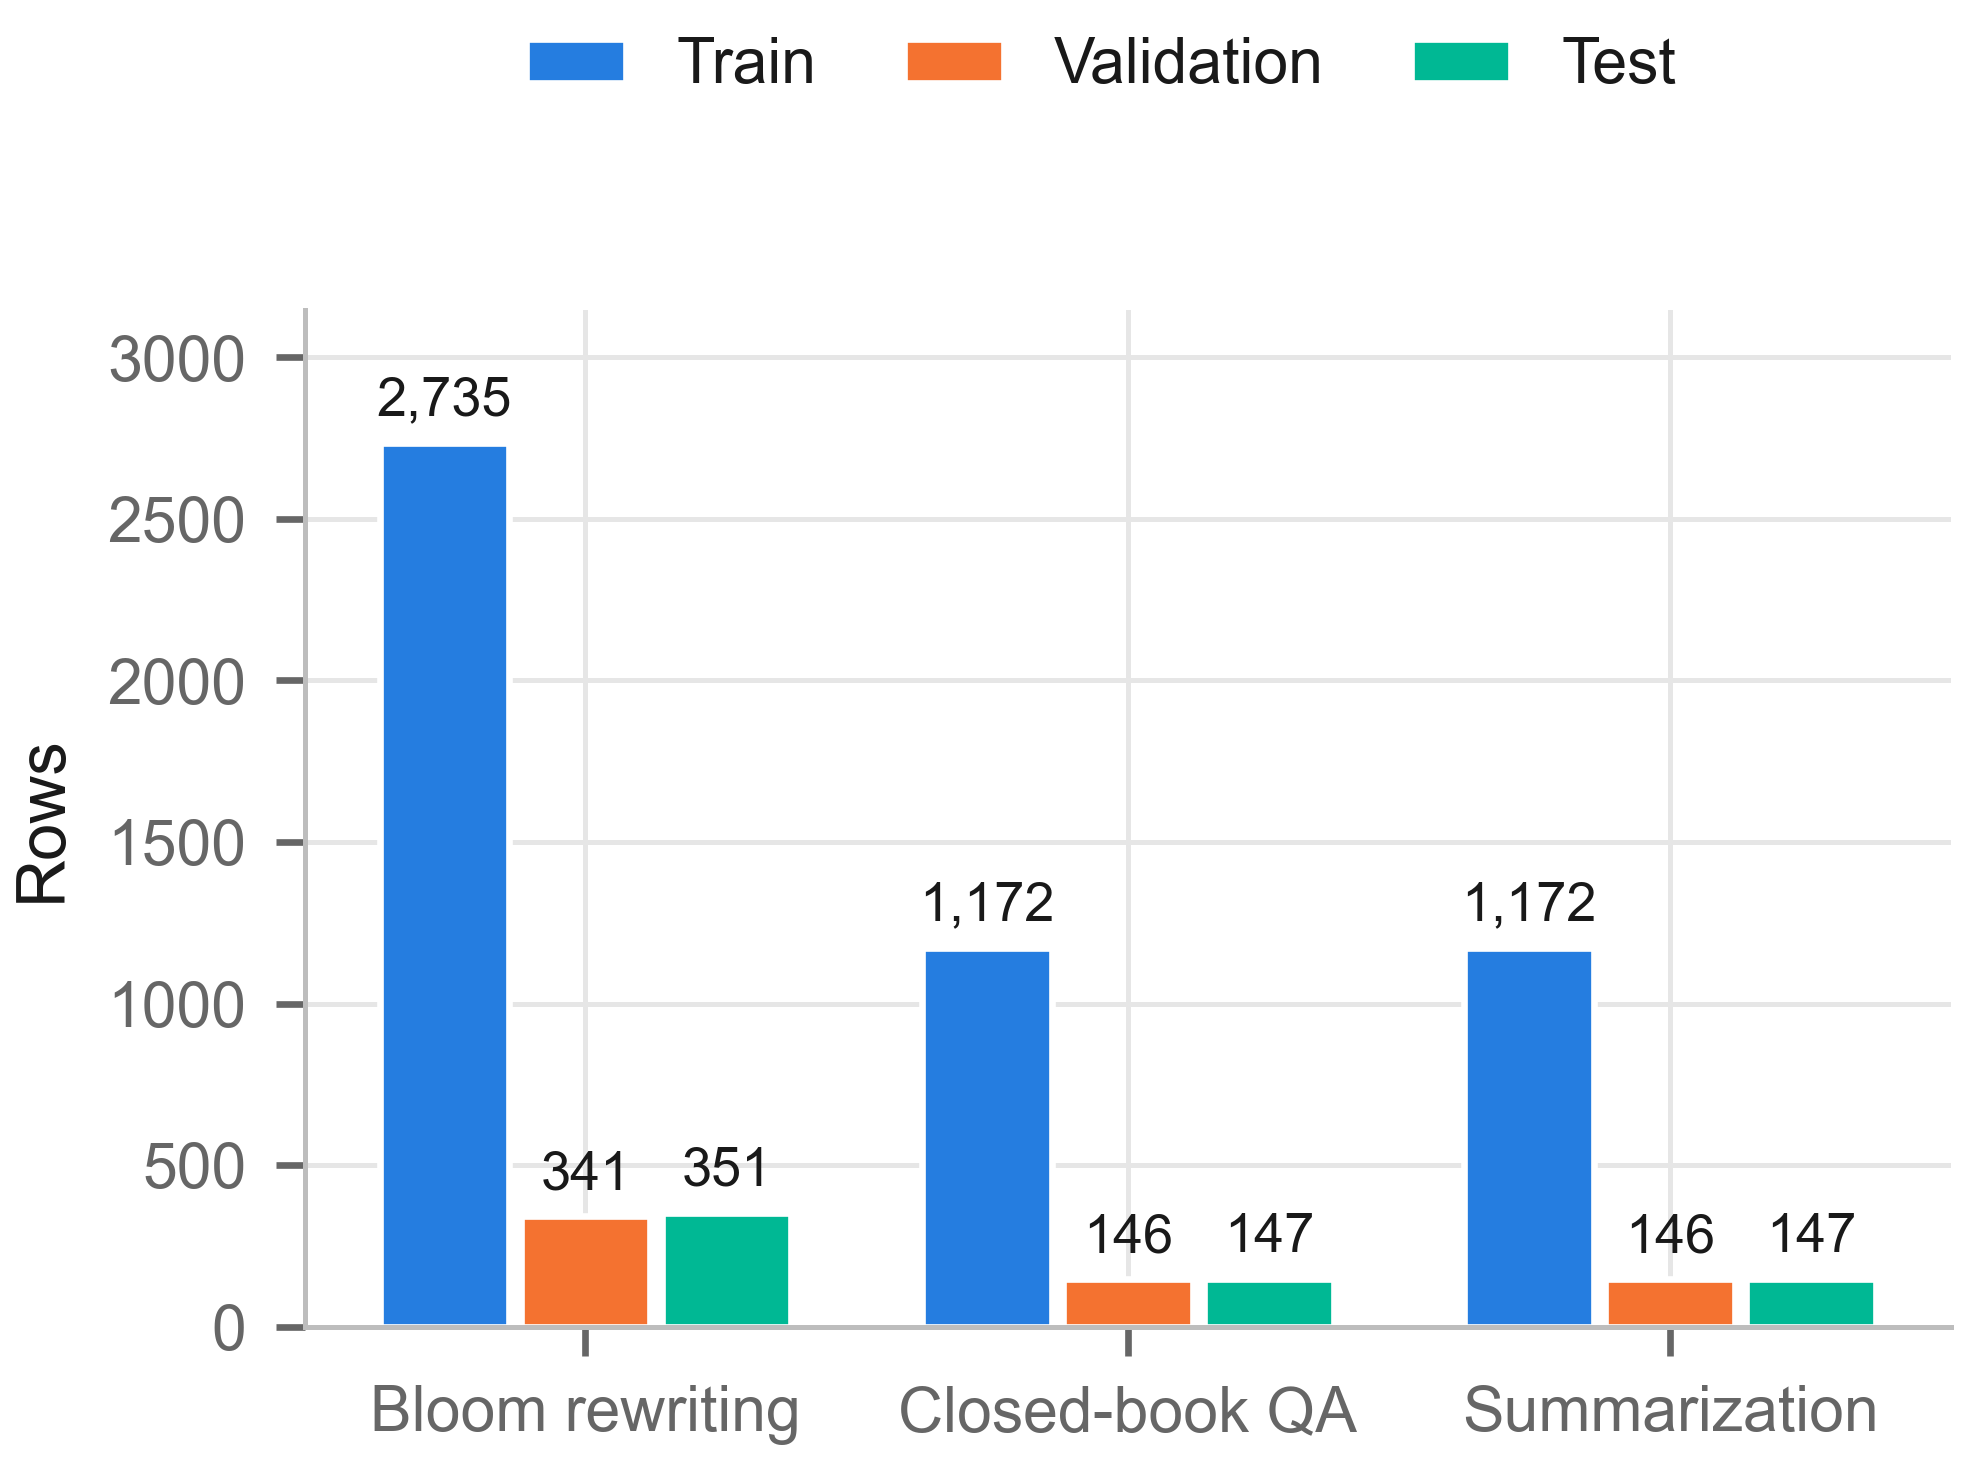 Train Validation Test
3000
2,735
2500
2000
Rows
1500
1,172 1,172
1000
500
341 351
146 147 146 147
0
Bloom rewriting Closed-book QA Summarization